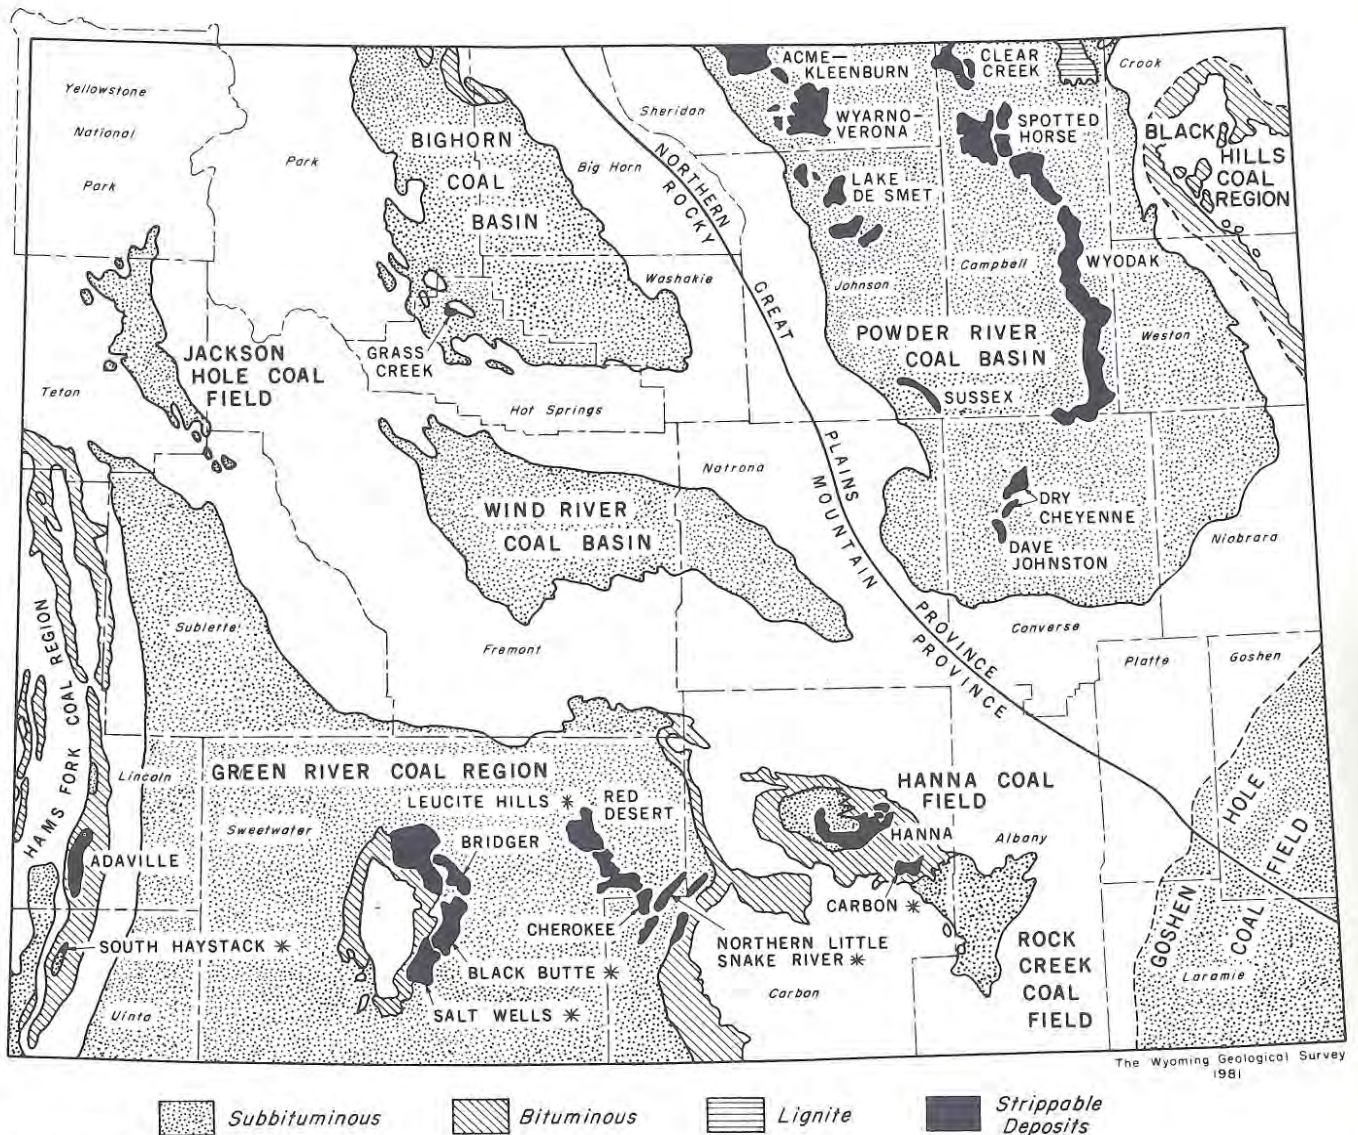 Yellowstone
National
Park
Park
BIGHORN
COAL
BASIN
Big Horn
Sheridan
NORTHERN GREAT PLAINS PROVINCE
ROCKY MOUNTAIN PROVINCE
ACME—
KLEENBURN
WYARNO-
VERONA
CLEAR
CREEK
SPOTTED
HORSE
Crook
BLACK
HILLS
COAL
REGION
LAKE
DE SMET
Johnson
Campbell
WYODAK
Washakie
POWDER RIVER
COAL BASIN
Weston
SUSSEX
GRASS
CREEK
JACKSON
HOLE COAL
FIELD
Teton
Hot Springs
Natrona
WIND RIVER
COAL BASIN
DRY
CHEYENNE
DAVE
JOHNSTON
Niobrara
Sublette
Fremont
Converse
Platte
Goshen
HAMS FORK COAL REGION
Lincoln
GREEN RIVER COAL REGION
LEUCITE HILLS *
RED
DESERT
Sweetwater
BRIDGER
HANNA COAL
FIELD
HANNA
Albany
ADAVILLE
CHEROKEE
CARBON *
SOUTH HAYSTACK *
BLACK BUTTE *
NORTHERN LITTLE
SNAKE RIVER *
SALT WELLS *
Carbon
ROCK
CREEK
COAL
FIELD
GOSHEN HOLE
COAL FIELD
Laramie
Uinta
The Wyoming Geological Survey
1981
Subbituminous
Bituminous
Lignite
Strippable
Deposits